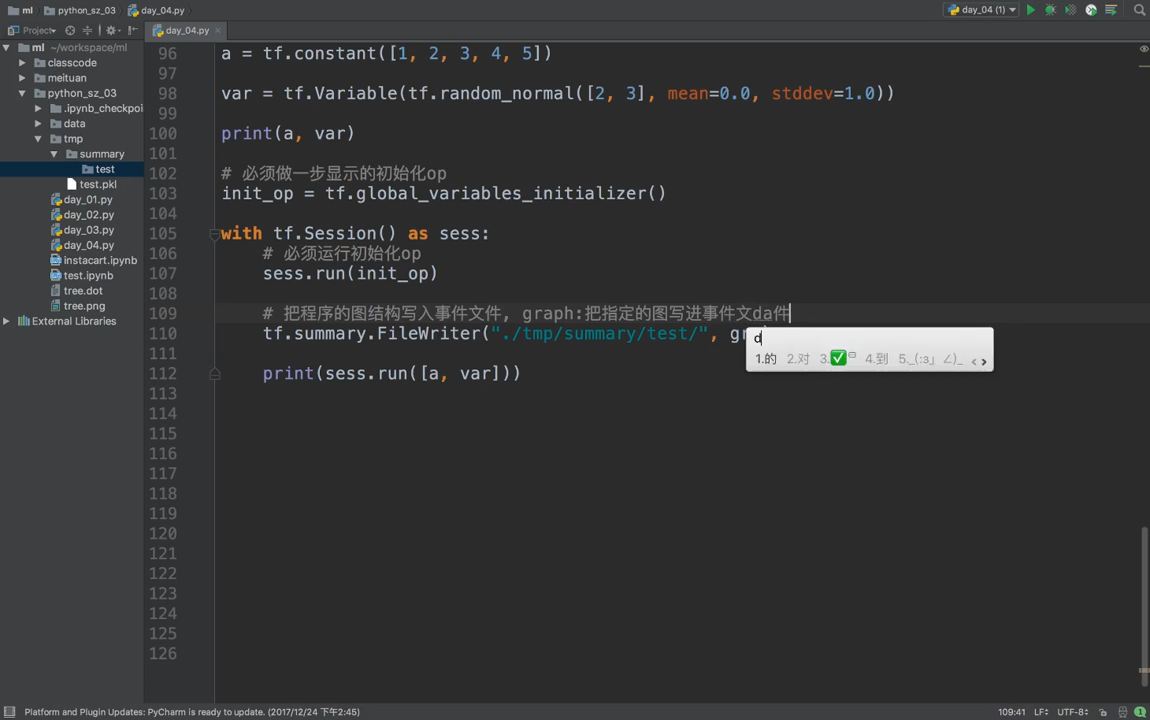 ml python_sz_03 day_04.py
day_04 (1)
Project
day_04.py
ml ~/workspace/ml
classcode
meituan
python_sz_03
.ipynb_checkpoi
data
tmp
summary
test
test.pkl
day_01.py
day_02.py
day_03.py
day_04.py
instacart.ipynb
test.ipynb
tree.dot
tree.png
External Libraries
96 a = tf.constant([1, 2, 3, 4, 5])
97
98 var = tf.Variable(tf.random_normal([2, 3], mean=0.0, stddev=1.0))
99
100 print(a, var)
101
102 # 必须做一步显示的初始化op
103 init_op = tf.global_variables_initializer()
104
105 with tf.Session() as sess:
106 # 必须运行初始化op
107 sess.run(init_op)
108
109 # 把程序的图结构写入事件文件, graph:把指定的图写进事件文da件
110 tf.summary.FileWriter("./tmp/summary/test/", gr
111
112 print(sess.run([a, var]))
113
114
115
116
117
118
119
120
121
122
123
124
125
126
d
1.的 2.对 3.✅ 4.到 5._(:з」∠)_ < >
Platform and Plugin Updates: PyCharm is ready to update. (2017/12/24 下午2:45)
109:41 LF UTF-8 1